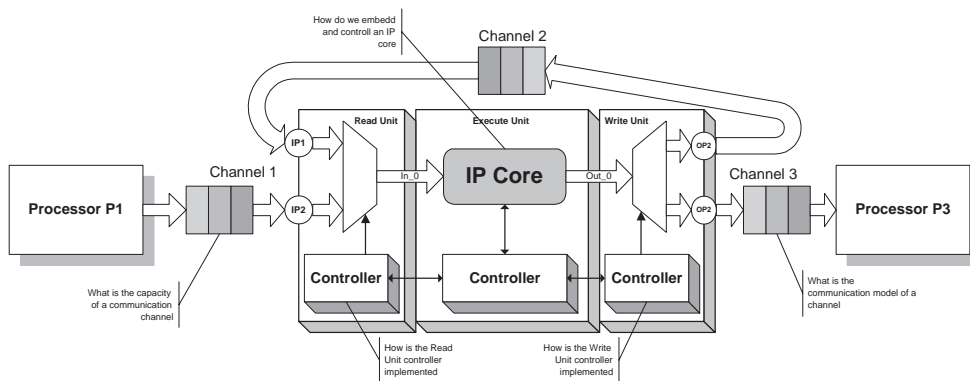 How do we embedd
and controll an IP
core
Channel 2
Read Unit
Execute Unit
Write Unit
IP1
OP2
Channel 1
Channel 3
Processor P1
IP2
In_0
IP Core
Out_0
OP2
Processor P3
Controller
Controller
Controller
What is the capacity
of a communication
channel
What is the
communication model of a
channel
How is the Read
Unit controller
implemented
How is the Write
Unit controller
implemented